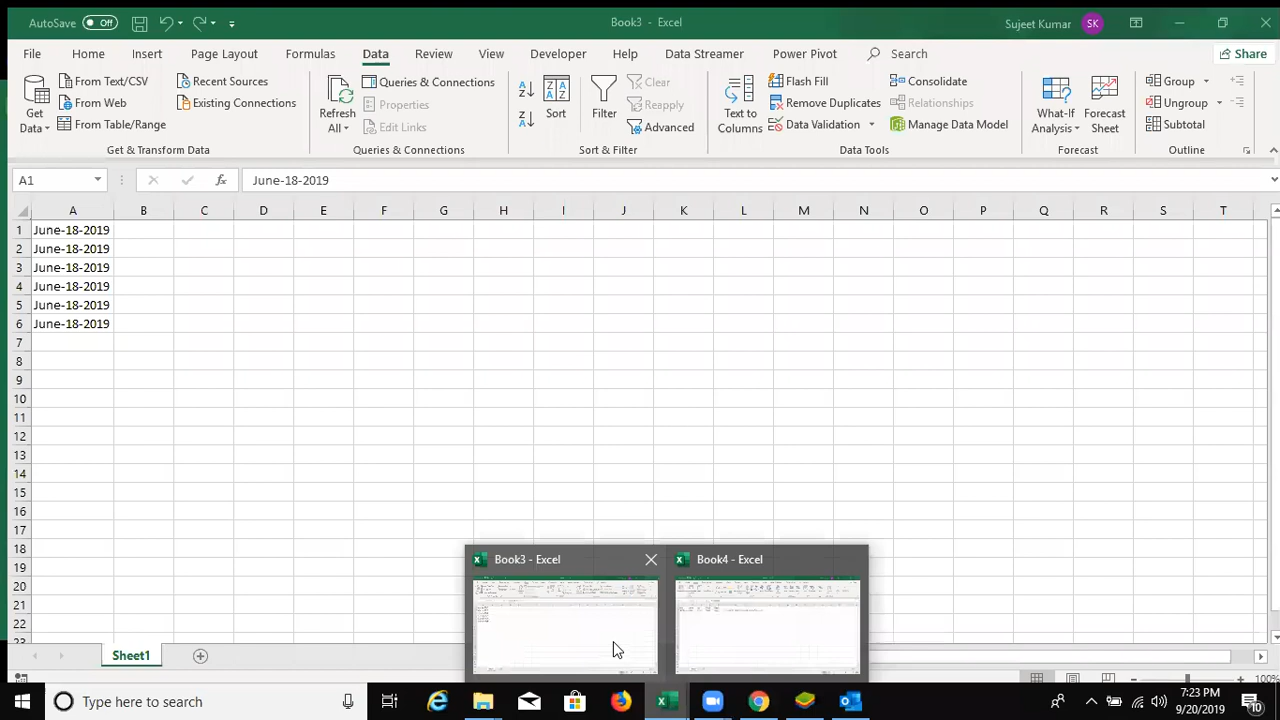 AutoSave Off Book3 - Excel Sujeet Kumar SK
File Home Insert Page Layout Formulas Data Review View Developer Help Data Streamer Power Pivot Search Share
Get Data From Text/CSV From Web From Table/Range Recent Sources Existing Connections
Refresh All Queries & Connections Properties Edit Links
Sort Filter Clear Reapply Advanced
Text to Columns Flash Fill Remove Duplicates Data Validation Consolidate Relationships Manage Data Model
What-If Analysis Forecast Sheet Group Ungroup Subtotal
Get & Transform Data Queries & Connections Sort & Filter Data Tools Forecast Outline
A1 fx June-18-2019
A B C D E F G H I J K L M N O P Q R S T
1 June-18-2019
2 June-18-2019
3 June-18-2019
4 June-18-2019
5 June-18-2019
6 June-18-2019
7
8
9
10
11
12
13
14
15
16
17
18
19
20
21
22
23
Book3 - Excel Book4 - Excel
Sheet1
100%
Type here to search
7:23 PM
9/20/2019
10